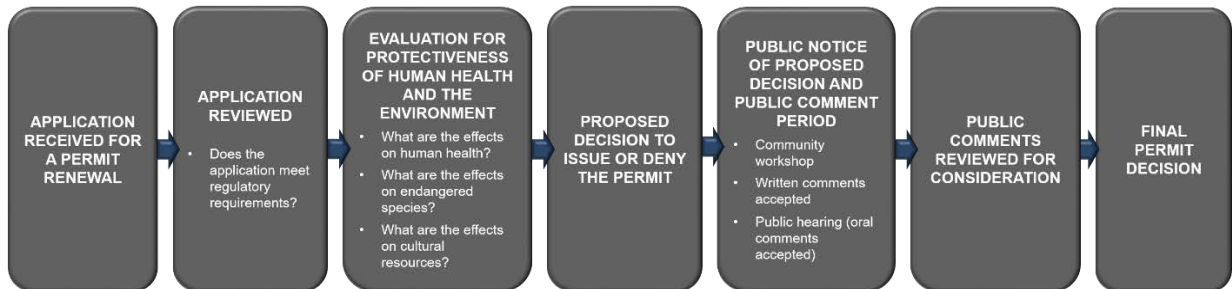 APPLICATION
RECEIVED FOR
A PERMIT
RENEWAL
APPLICATION
REVIEWED
• Does the
application meet
regulatory
requirements?
EVALUATION FOR
PROTECTIVENESS
OF HUMAN HEALTH
AND THE
ENVIRONMENT
• What are the effects
on human health?
• What are the effects
on endangered
species?
• What are the effects
on cultural
resources?
PROPOSED
DECISION TO
ISSUE OR DENY
THE PERMIT
PUBLIC NOTICE
OF PROPOSED
DECISION AND
PUBLIC COMMENT
PERIOD
• Community
workshop
• Written comments
accepted
• Public hearing (oral
comments
accepted)
PUBLIC
COMMENTS
REVIEWED FOR
CONSIDERATION
FINAL
PERMIT
DECISION